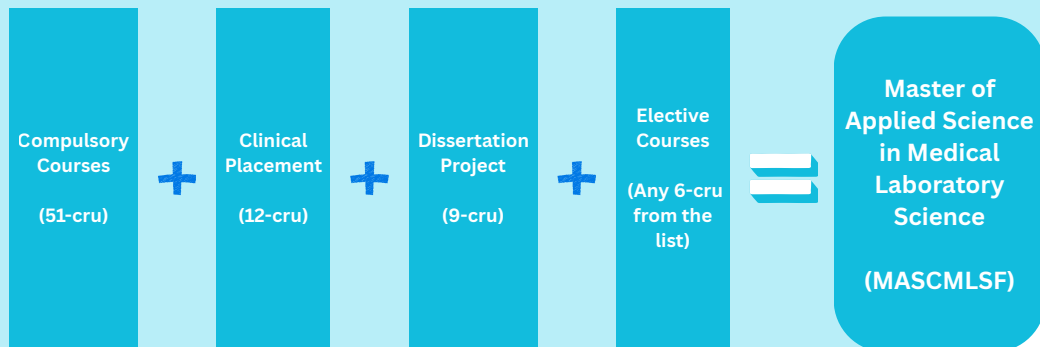 Compulsory
Courses
(51-cru)
+
Clinical
Placement
(12-cru)
+
Dissertation
Project
(9-cru)
+
Elective
Courses
(Any 6-cru
from the
list)
=
Master of
Applied Science
in Medical
Laboratory
Science
(MASCMLSF)